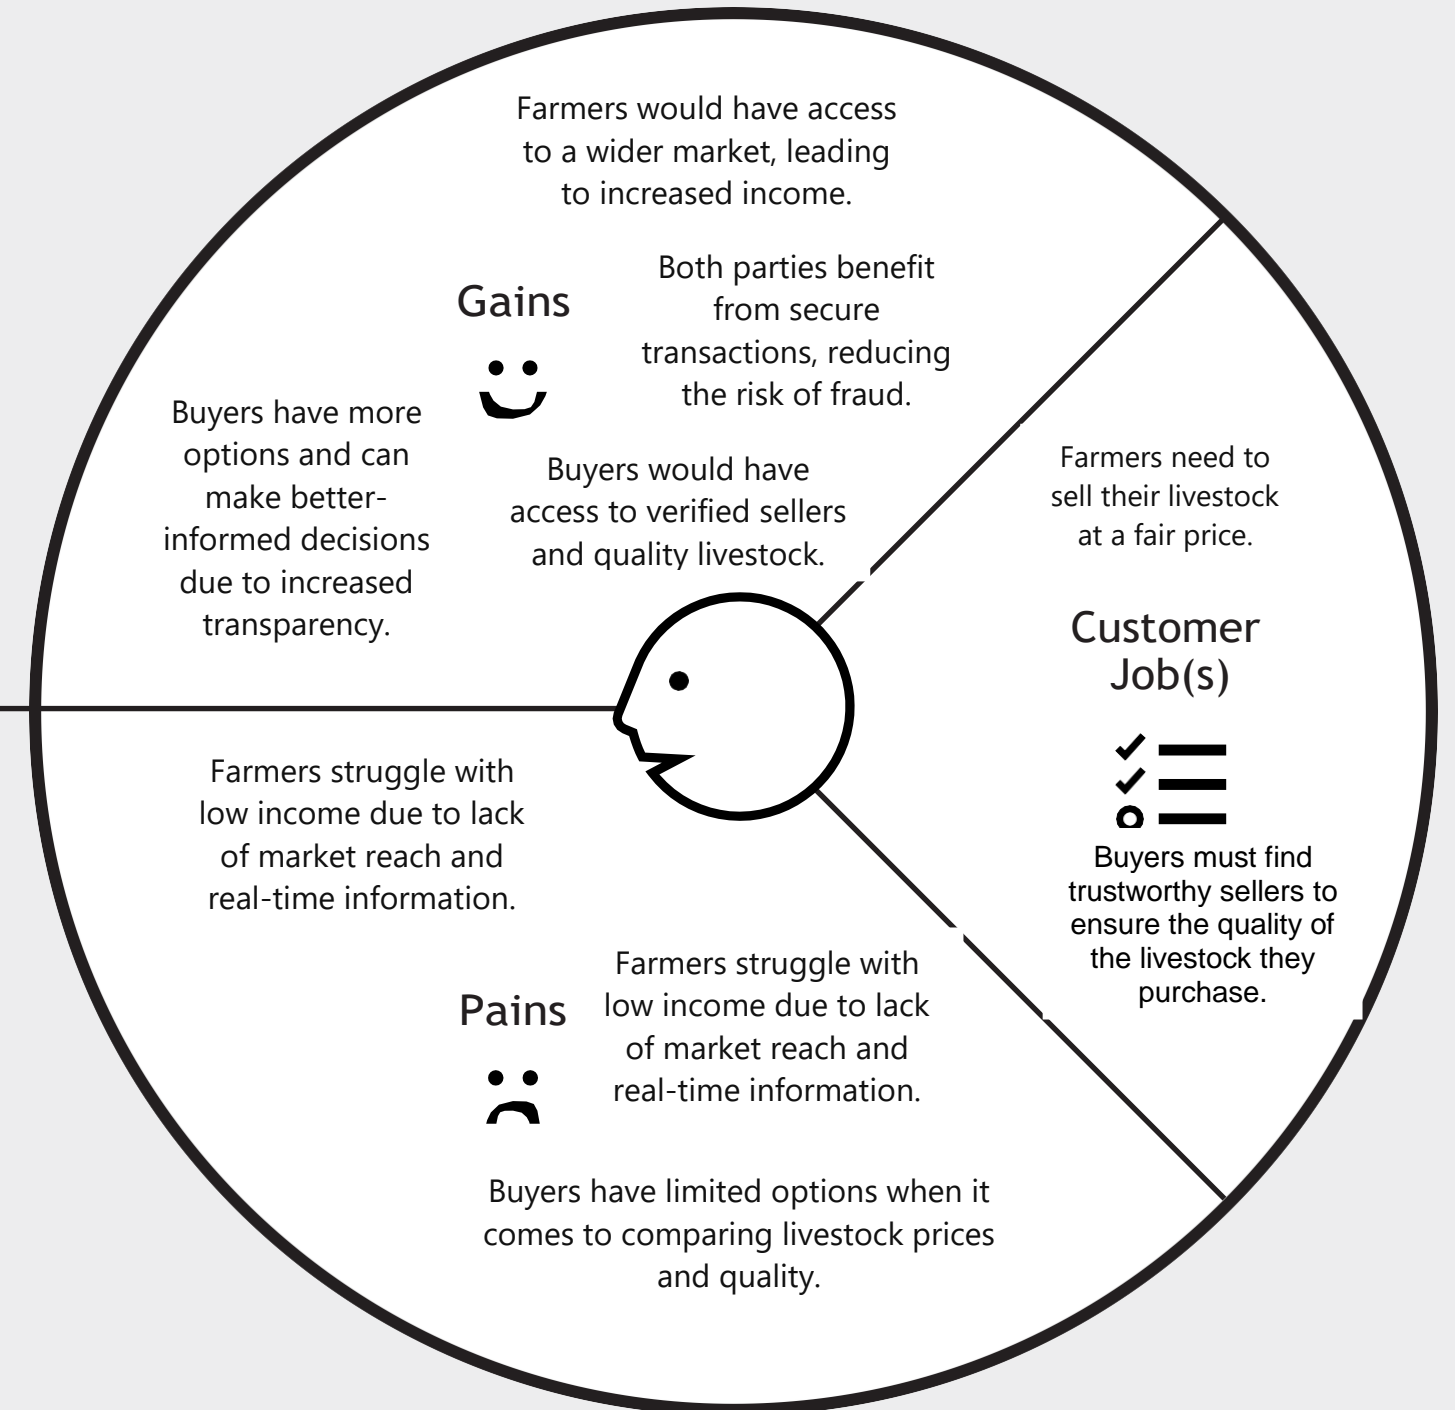 Farmers would have access
to a wider market, leading
to increased income.
Both parties benefit
from secure
transactions, reducing
the risk of fraud.
Gains
Buyers have more
options and can
make better-
informed decisions
due to increased
transparency.
Buyers would have
access to verified sellers
and quality livestock.
Farmers need to
sell their livestock
at a fair price.
Customer
Job(s)
Buyers must find
trustworthy sellers to
ensure the quality of
the livestock they
purchase.
Farmers struggle with
low income due to lack
of market reach and
real-time information.
Pains
Farmers struggle with
low income due to lack
of market reach and
real-time information.
Buyers have limited options when it
comes to comparing livestock prices
and quality.